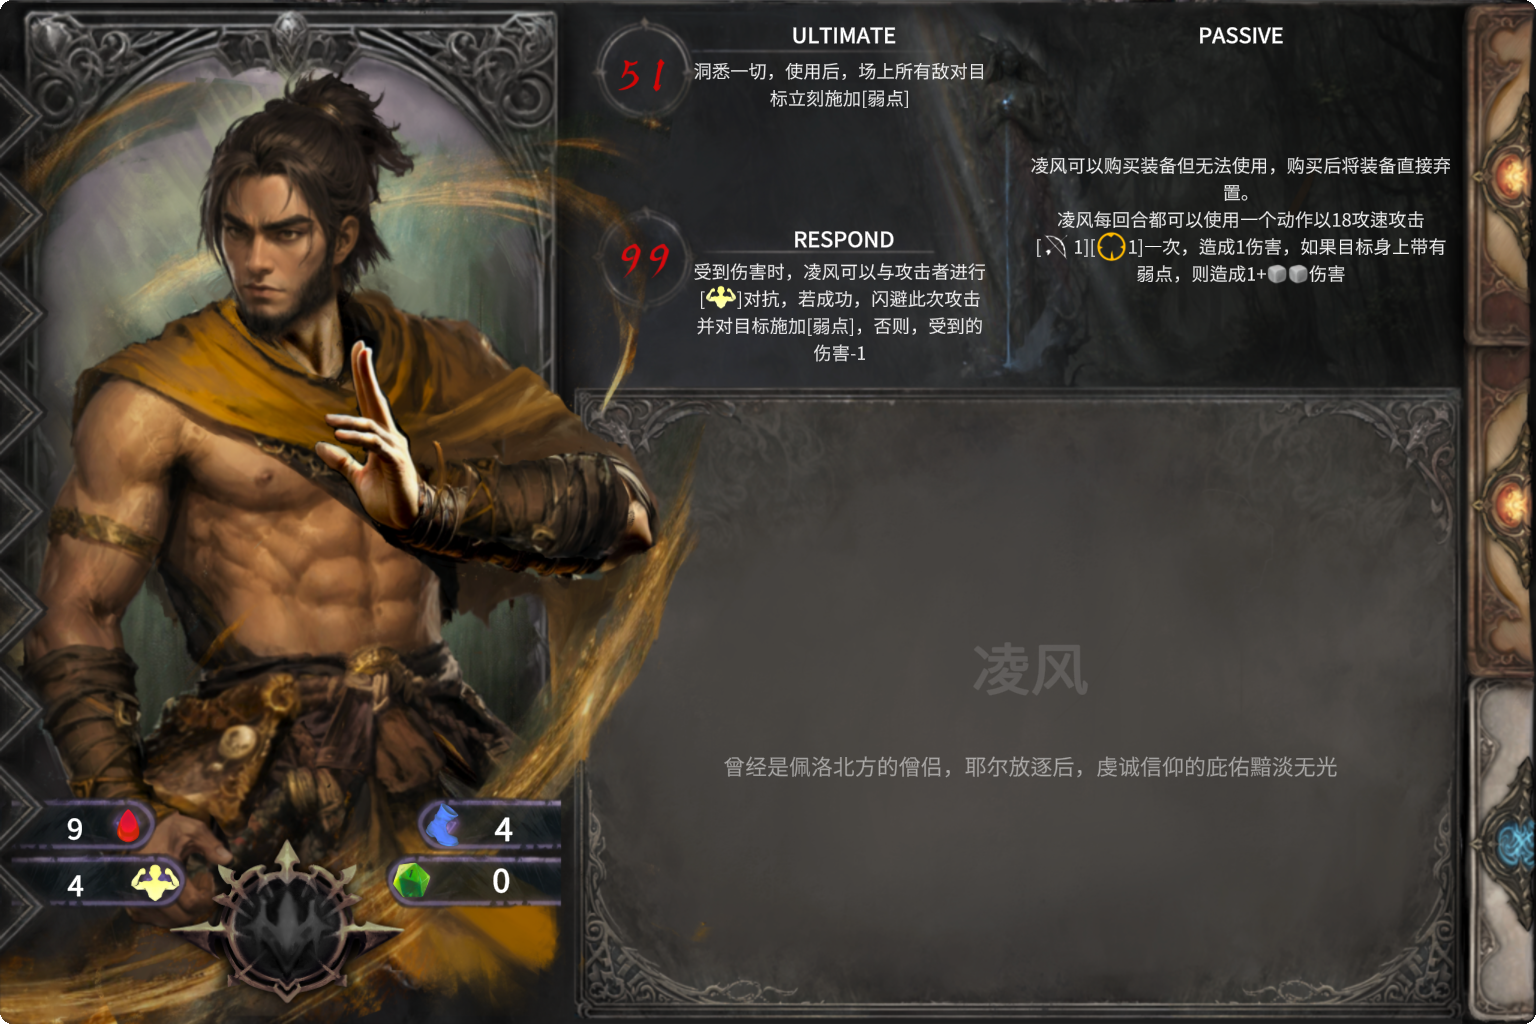 51
ULTIMATE
洞悉一切，使用后，场上所有敌对目
标立刻施加[弱点]
99
RESPOND
受到伤害时，凌风可以与攻击者进行
[]对抗，若成功，闪避此次攻击
并对目标施加[弱点]，否则，受到的
伤害-1
PASSIVE
凌风可以购买装备但无法使用，购买后将装备直接弃
置。
凌风每回合都可以使用一个动作以18攻速攻击
[1][1]一次，造成1伤害，如果目标身上带有
弱点，则造成1+伤害
凌风
曾经是佩洛北方的僧侣，耶尔放逐后，虔诚信仰的庇佑黯淡无光
9
4
4
0